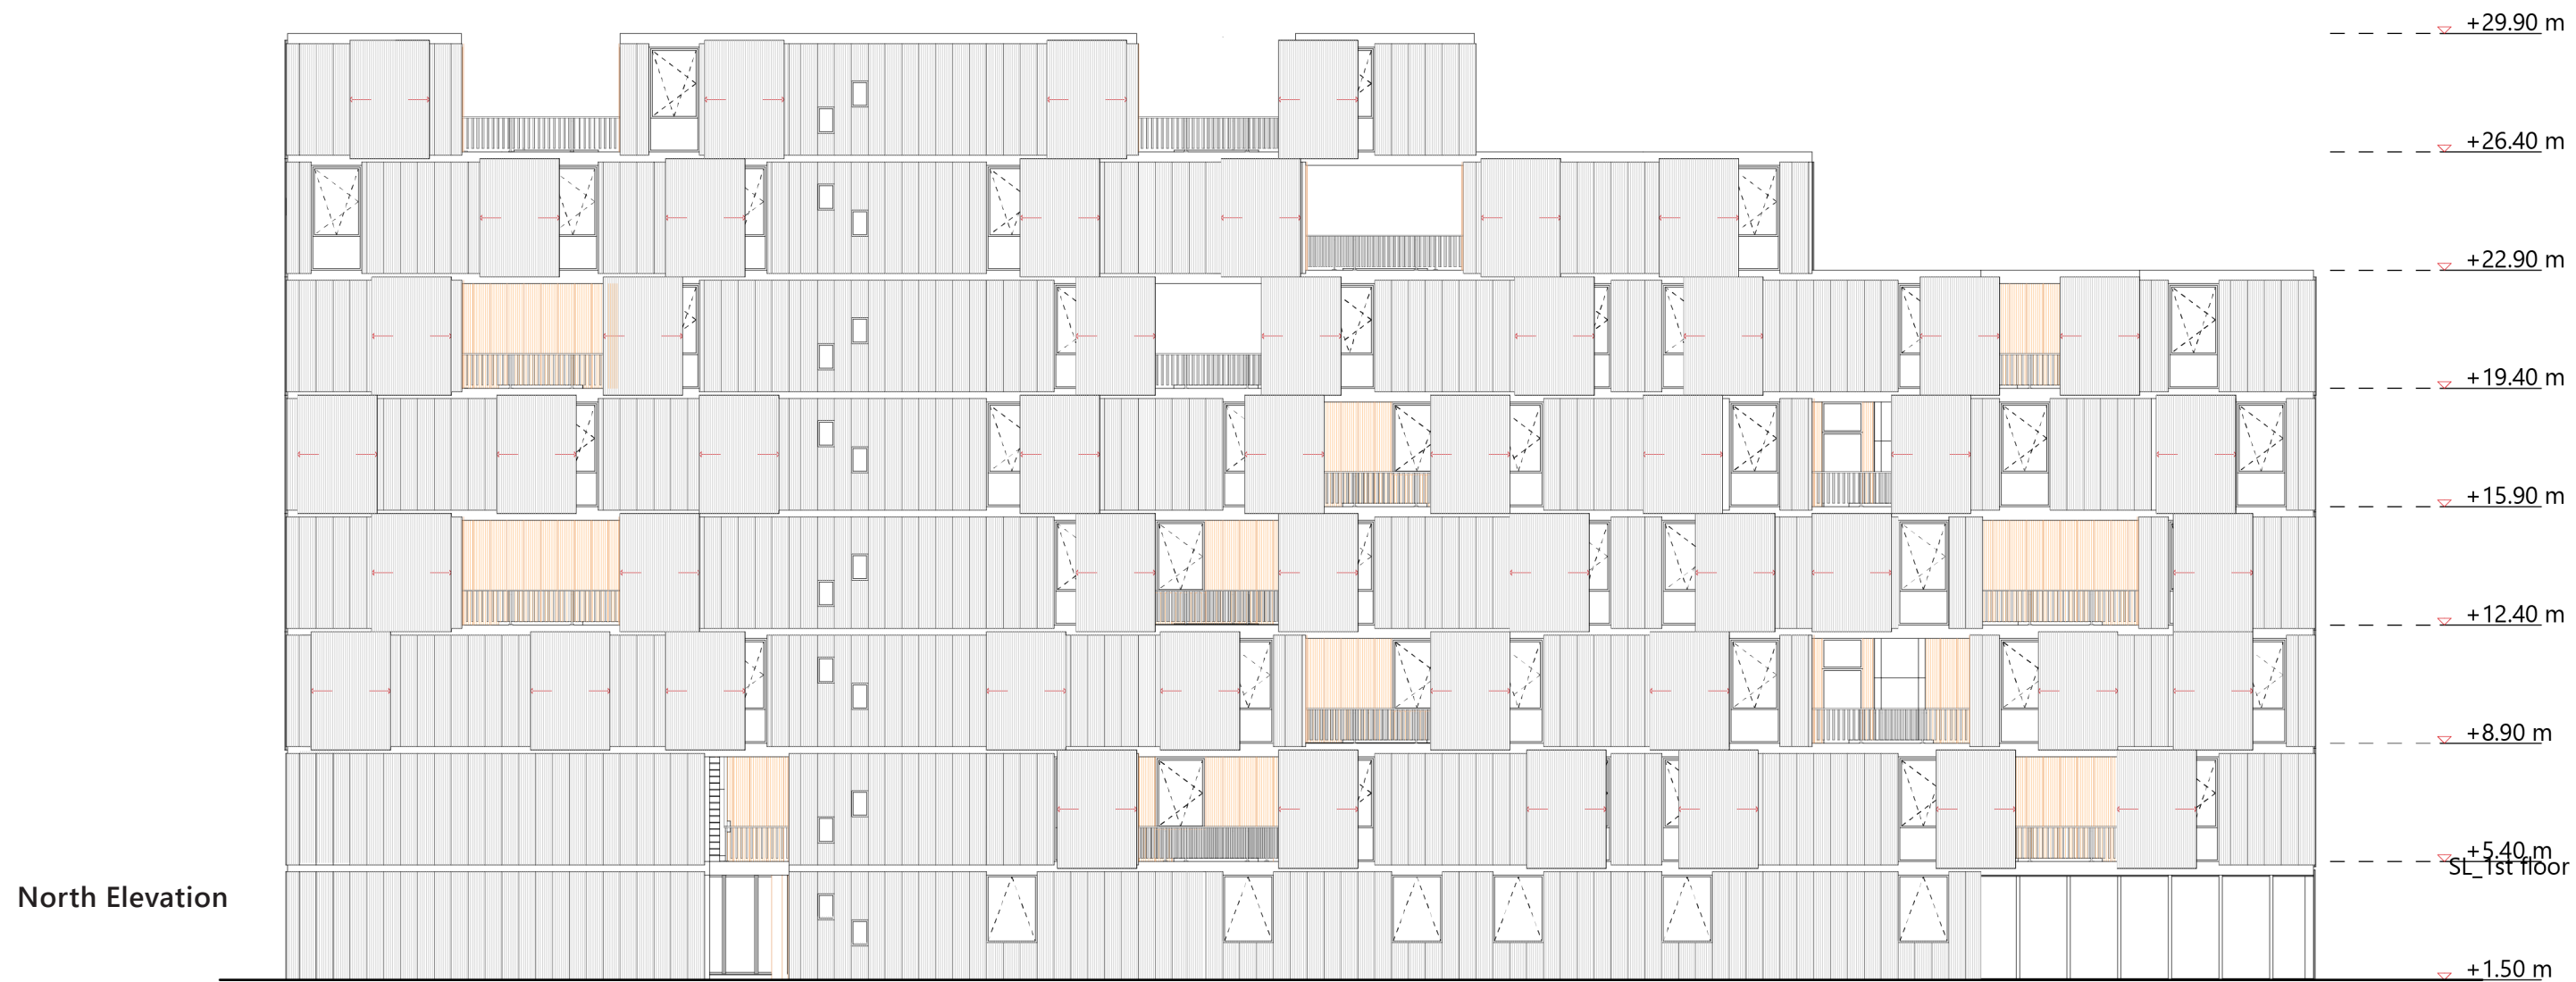 +29.90 m
+26.40 m
+22.90 m
+19.40 m
+15.90 m
+12.40 m
+8.90 m
+5.40 m
SL_1st floor
North Elevation
+1.50 m